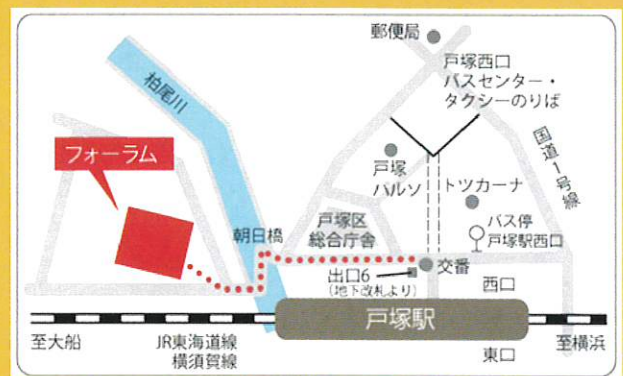 郵便局
戸塚西口
バスセンター・
タクシーのりば
柏尾川
国道1号線
フォーラム
戸塚
パルソ
トツカーナ
バス停
戸塚駅西口
戸塚区
総合庁舎
朝日橋
交番
出口6
(地下改札より)
西口
戸塚駅
至大船
JR東海道線
横須賀線
至横浜
東口